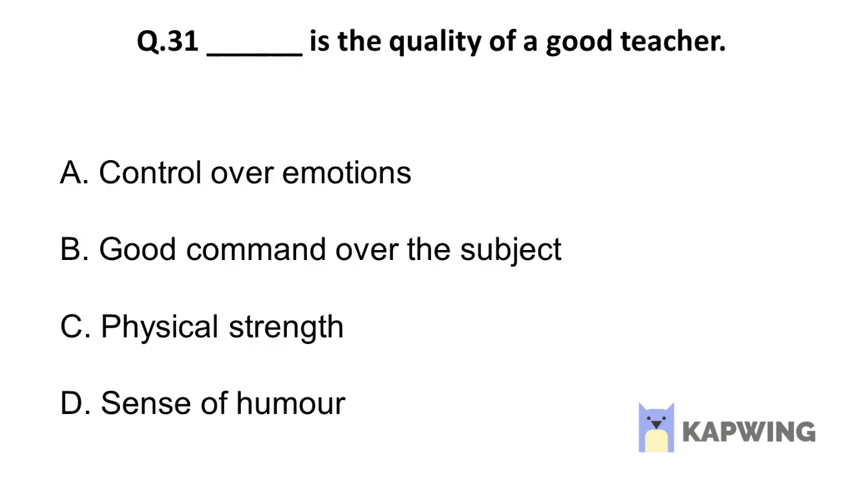 Q.31 ______ is the quality of a good teacher.
A. Control over emotions
B. Good command over the subject
C. Physical strength
D. Sense of humour
KAPWING